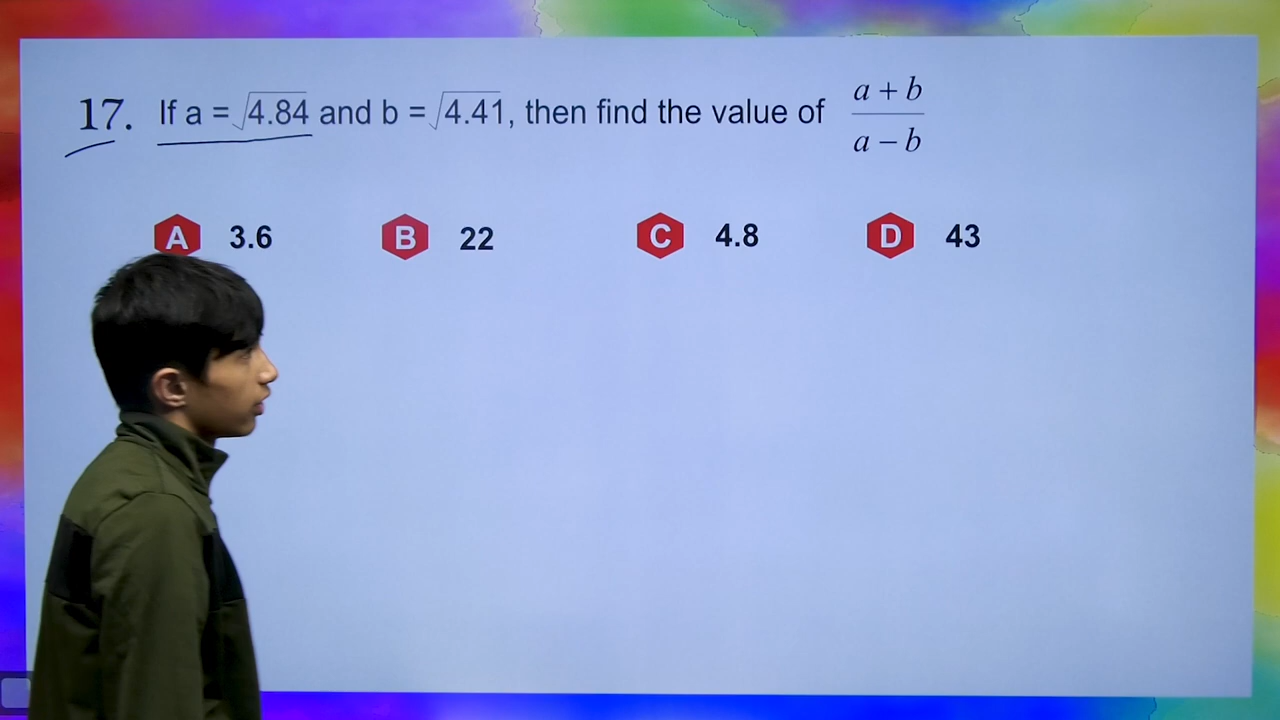 17. If a = √4.84 and b = √4.41, then find the value of a + b / a − b
A 3.6 B 22 C 4.8 D 43